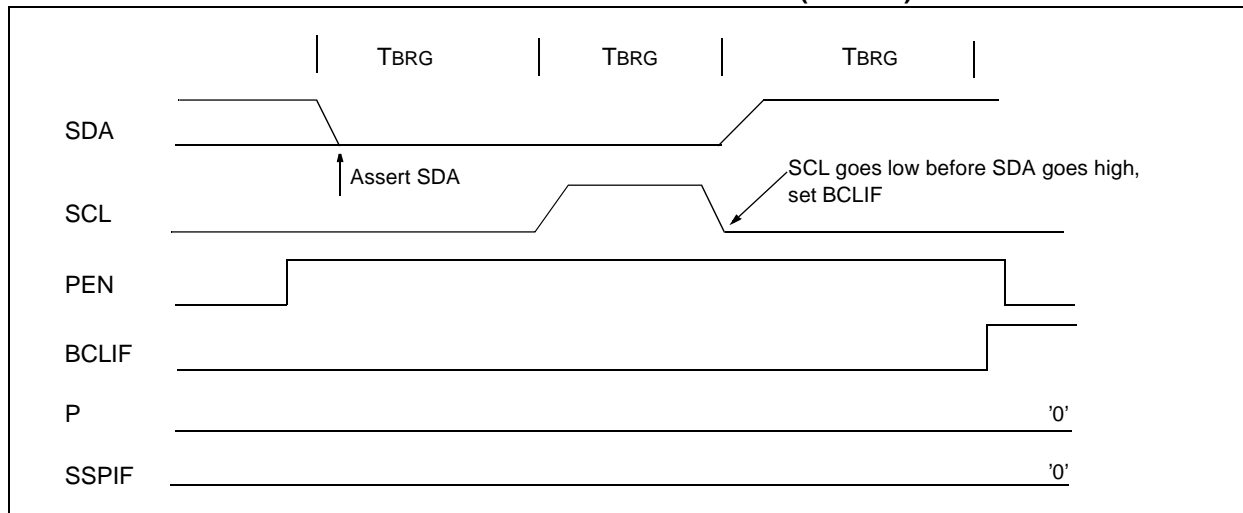 TBRG TBRG TBRG
SDA
Assert SDA
SCL goes low before SDA goes high,
set BCLIF
SCL
PEN
BCLIF
P '0'
SSPIF '0'